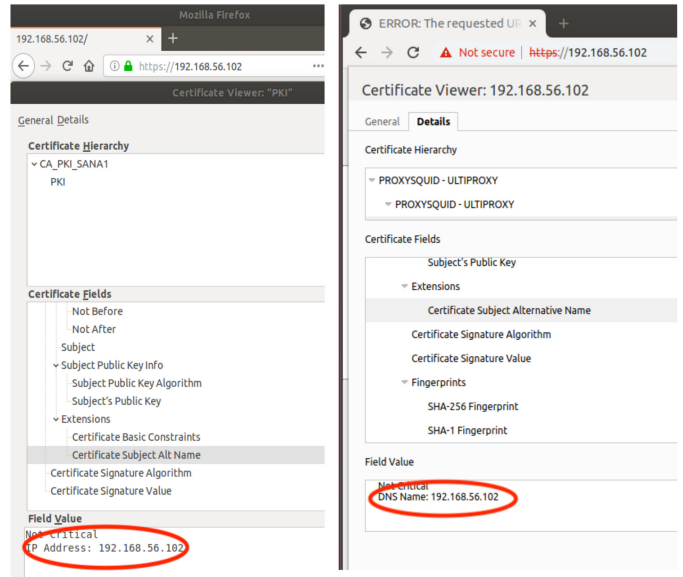 Mozilla Firefox
192.168.56.102/ × +
https://192.168.56.102 •••
Certificate Viewer: "PKI"
General Details
Certificate Hierarchy
CA_PKI_SANA1
PKI
Certificate Fields
Not Before
Not After
Subject
Subject Public Key Info
Subject Public Key Algorithm
Subject's Public Key
Extensions
Certificate Basic Constraints
Certificate Subject Alt Name
Certificate Signature Algorithm
Certificate Signature Value
Field Value
Not Critical
IP Address: 192.168.56.102
ERROR: The requested UR × +
Not secure | https://192.168.56.102
Certificate Viewer: 192.168.56.102
General Details
Certificate Hierarchy
PROXYSQUID - ULTIPROXY
PROXYSQUID - ULTIPROXY
Certificate Fields
Subject's Public Key
Extensions
Certificate Subject Alternative Name
Certificate Signature Algorithm
Certificate Signature Value
Fingerprints
SHA-256 Fingerprint
SHA-1 Fingerprint
Field Value
Not Critical
DNS Name: 192.168.56.102